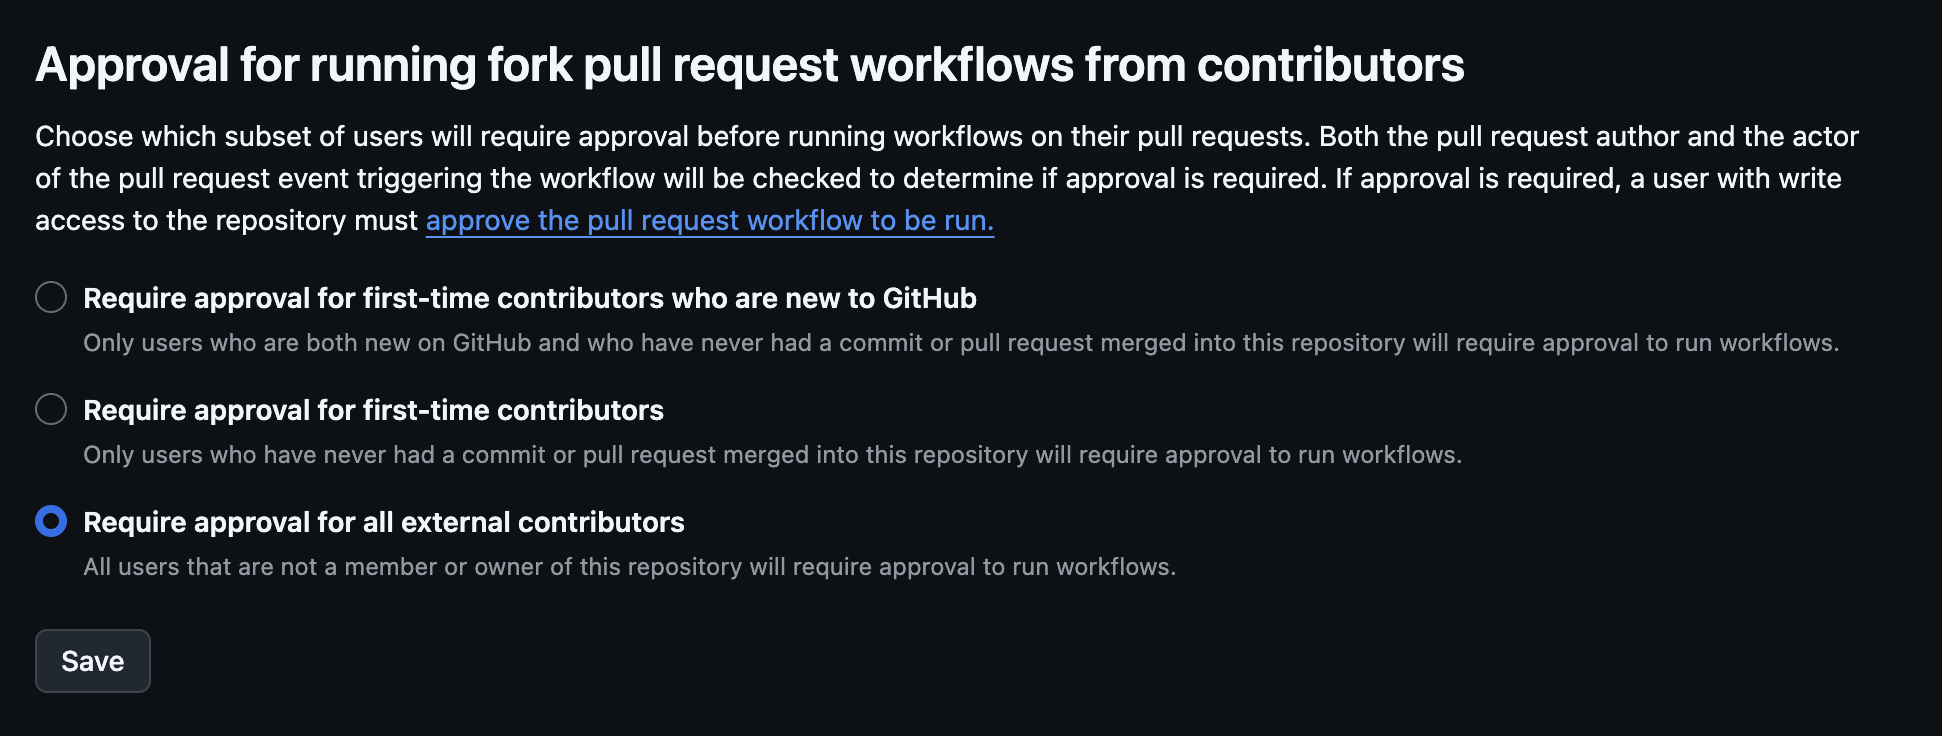 Approval for running fork pull request workflows from contributors
Choose which subset of users will require approval before running workflows on their pull requests. Both the pull request author and the actor
of the pull request event triggering the workflow will be checked to determine if approval is required. If approval is required, a user with write
access to the repository must approve the pull request workflow to be run.
Require approval for first-time contributors who are new to GitHub
Only users who are both new on GitHub and who have never had a commit or pull request merged into this repository will require approval to run workflows.
Require approval for first-time contributors
Only users who have never had a commit or pull request merged into this repository will require approval to run workflows.
Require approval for all external contributors
All users that are not a member or owner of this repository will require approval to run workflows.
Save